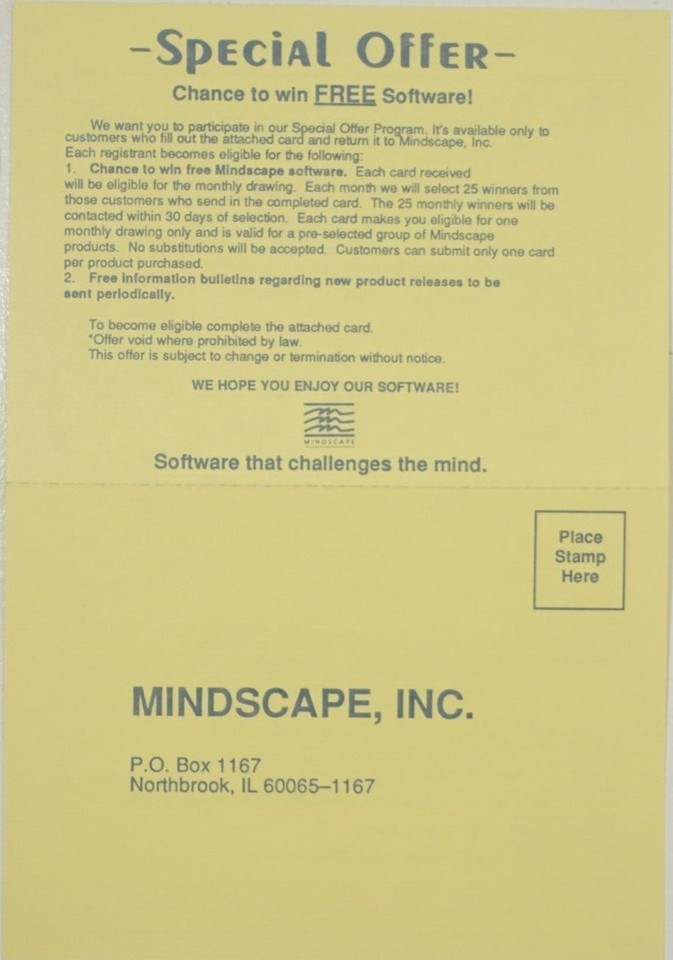 -Special Offer-
Chance to win FREE Software!
We want you to participate in our Special Offer Program. It's available only to
customers who fill out the attached card and return it to Mindscape, Inc.
Each registrant becomes eligible for the following:
1. Chance to win free Mindscape software. Each card received
will be eligible for the monthly drawing. Each month we will select 25 winners from
those customers who send in the completed card. The 25 monthly winners will be
contacted within 30 days of selection. Each card makes you eligible for one
monthly drawing only and is valid for a pre-selected group of Mindscape
products. No substitutions will be accepted. Customers can submit only one card
per product purchased.
2. Free information bulletins regarding new product releases to be
sent periodically.
To become eligible complete the attached card.
*Offer void where prohibited by law.
This offer is subject to change or termination without notice.
WE HOPE YOU ENJOY OUR SOFTWARE!
MINDSCAPE
Software that challenges the mind.
Place
Stamp
Here
MINDSCAPE, INC.
P.O. Box 1167
Northbrook, IL 60065–1167